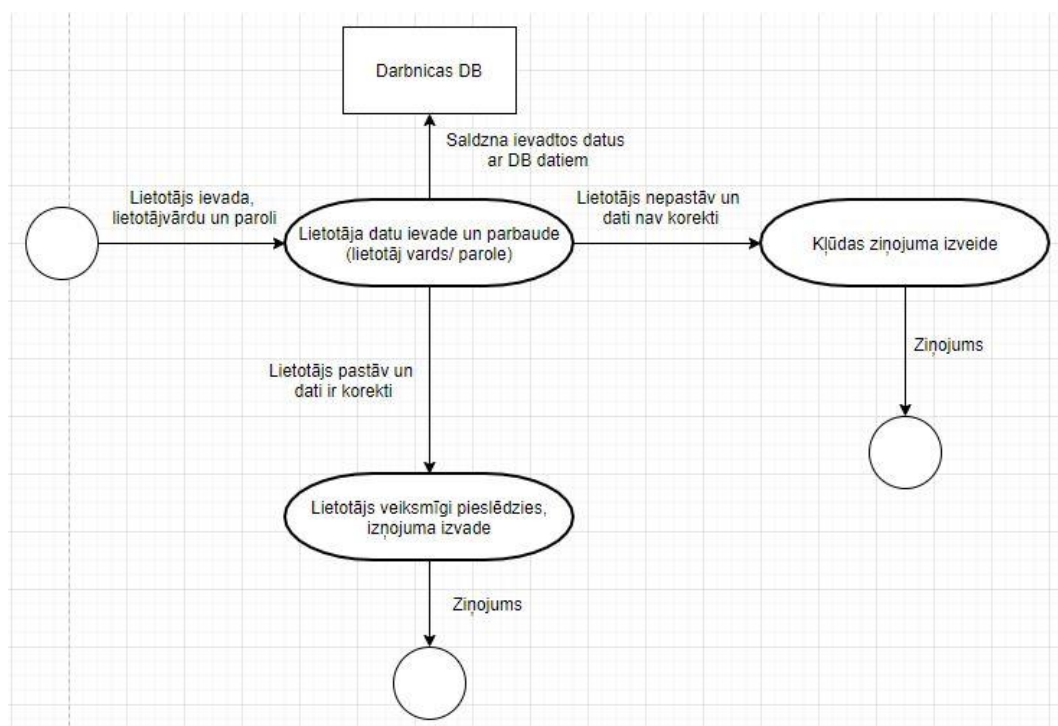 Darbnicas DB
Saldzna ievadtos datus
ar DB datiem
Lietotājs ievada,
lietotājvārdu un paroli
Lietotāja datu ievade un parbaude
(lietotāj vards/ parole)
Lietotājs nepastāv un
dati nav korekti
Kļūdas ziņojuma izveide
Ziņojums
Lietotājs pastāv un
dati ir korekti
Lietotājs veiksmīgi pieslēdzies,
izņojuma izvade
Ziņojums